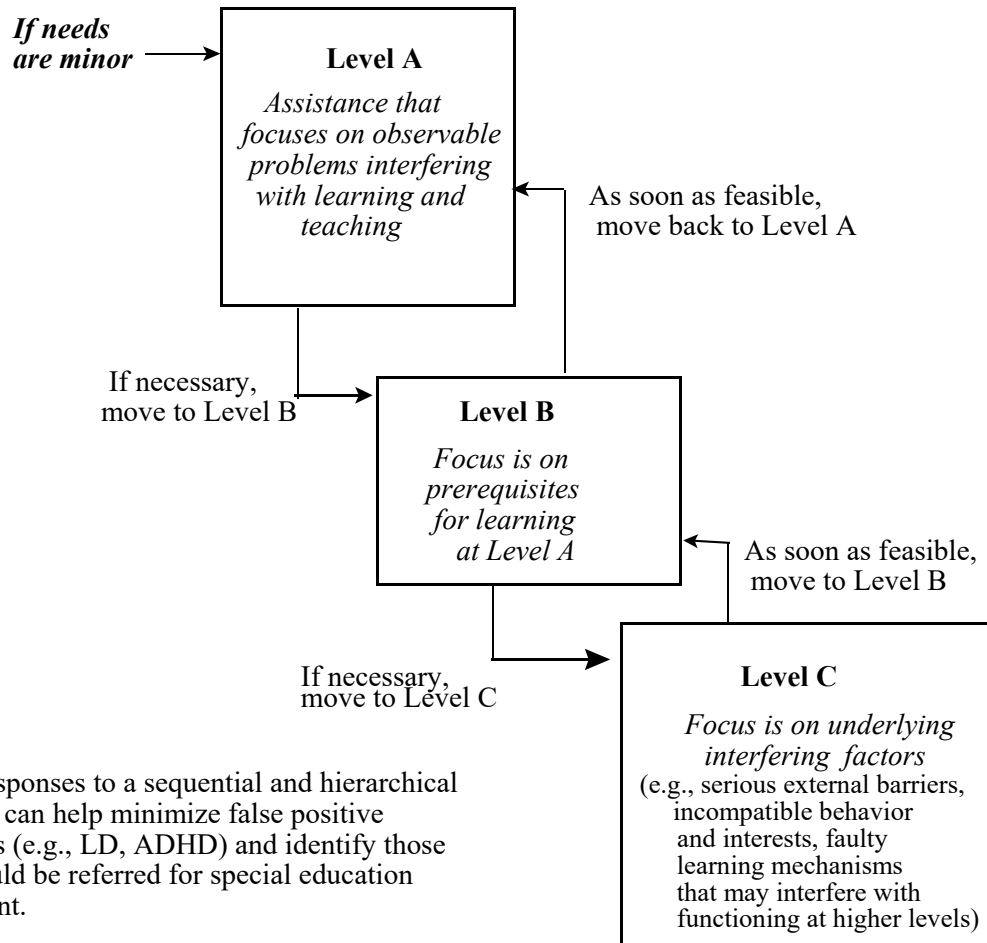 If needs
are minor
Level A
Assistance that
focuses on observable
problems interfering
with learning and
teaching
As soon as feasible,
move back to Level A
If necessary,
move to Level B
Level B
Focus is on
prerequisites
for learning
at Level A
As soon as feasible,
move to Level B
If necessary,
move to Level C
Level C
Focus is on underlying
interfering factors
(e.g., serious external barriers,
incompatible behavior
and interests, faulty
learning mechanisms
that may interfere with
functioning at higher levels)
to a sequential and hierarchical
can help minimize false positive
(e.g., LD, ADHD) and identify those
be referred for special education